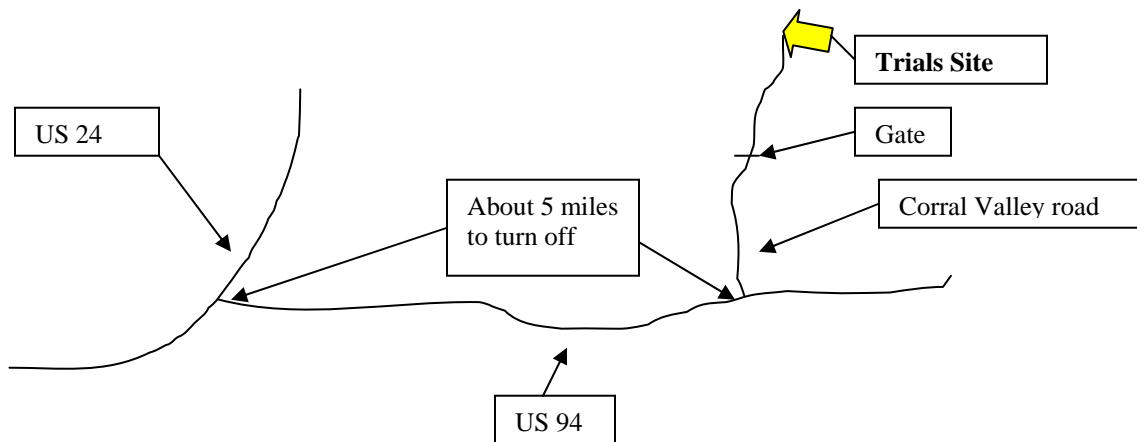 Trials Site
US 24
Gate
About 5 miles
to turn off
Corral Valley road
US 94